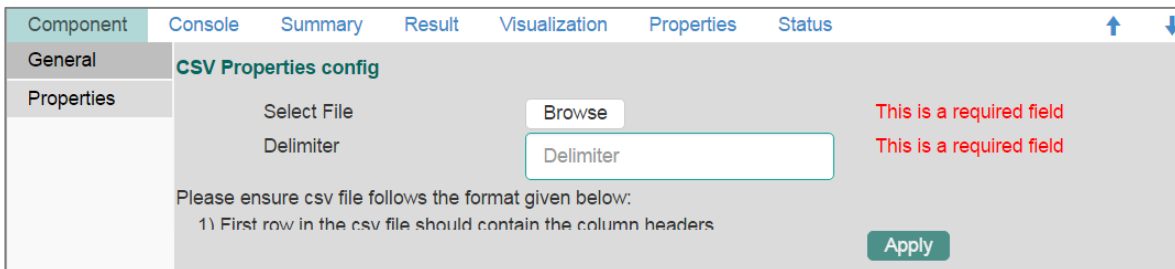 Component Console Summary Result Visualization Properties Status
General
CSV Properties config
Properties
Select File Browse This is a required field
Delimiter Delimiter This is a required field
Please ensure csv file follows the format given below:
1) First row in the csv file should contain the column headers
Apply